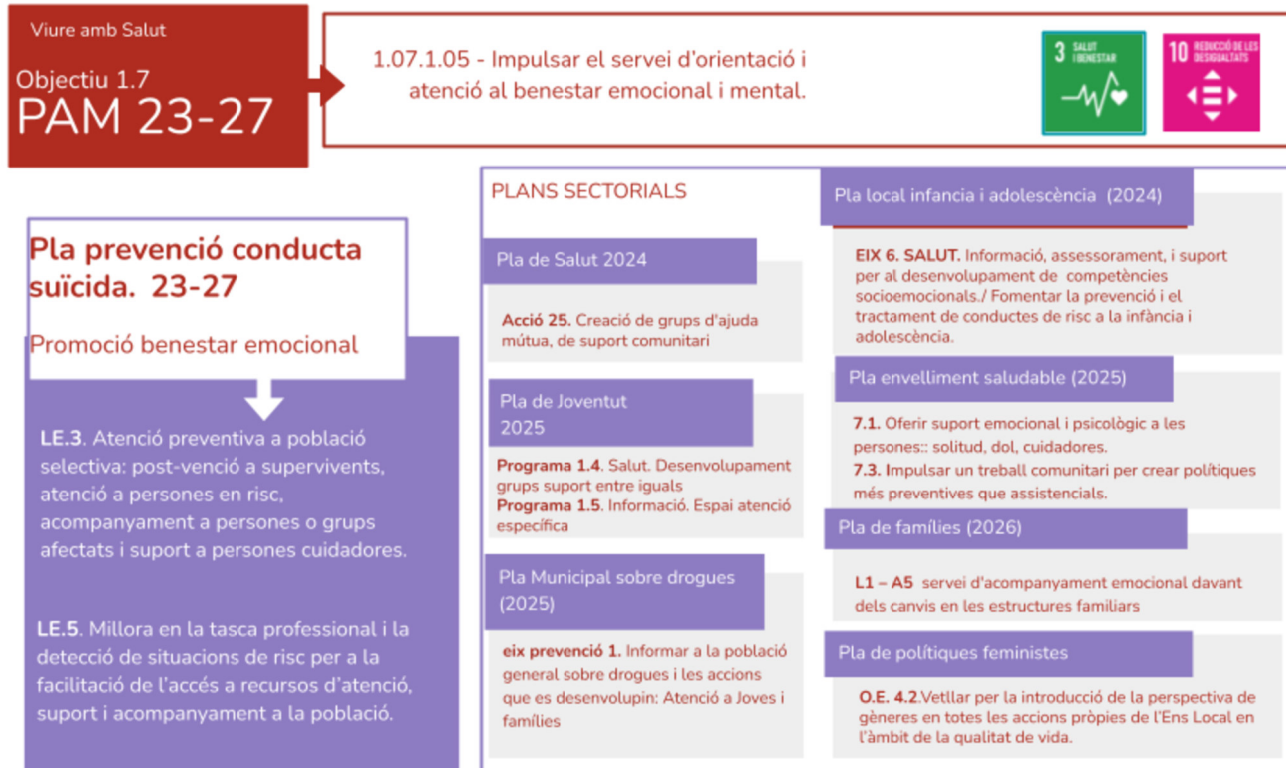 Viure amb Salut
Objectiu 1.7
PAM 23-27
1.07.1.05 - Impulsar el servei d'orientació i
atenció al benestar emocional i mental.
3 SALUT
I BENESTAR
10 REDUCCIÓ DE LES
DESIGUALTATS
Pla prevenció conducta
suïcida. 23-27
Promoció benestar emocional
LE.3. Atenció preventiva a població
selectiva: post-venció a supervivents,
atenció a persones en risc,
acompanyament a persones o grups
afectats i suport a persones cuidadores.
LE.5. Millora en la tasca professional i la
detecció de situacions de risc per a la
facilitació de l'accés a recursos d'atenció,
suport i acompanyament a la població.
PLANS SECTORIALS
Pla de Salut 2024
Acció 25. Creació de grups d'ajuda
mútua, de suport comunitari
Pla de Joventut
2025
Programa 1.4. Salut. Desenvolupament
grups suport entre iguals
Programa 1.5. Informació. Espai atenció
específica
Pla Municipal sobre drogues
(2025)
eix prevenció 1. Informar a la població
general sobre drogues i les accions
que es desenvolupin: Atenció a Joves i
famílies
Pla local infancia i adolescència (2024)
EIX 6. SALUT. Informació, assessorament, i suport
per al desenvolupament de competències
socioemocionals./ Fomentar la prevenció i el
tractament de conductes de risc a la infància i
adolescència.
Pla envelliment saludable (2025)
7.1. Oferir suport emocional i psicològic a les
persones:: solitud, dol, cuidadores.
7.3. Impulsar un treball comunitari per crear polítiques
més preventives que assistencials.
Pla de famílies (2026)
L1 – A5 servei d'acompanyament emocional davant
dels canvis en les estructures familiars
Pla de polítiques feministes
O.E. 4.2.Vetllar per la introducció de la perspectiva de
gèneres en totes les accions pròpies de l'Ens Local en
l'àmbit de la qualitat de vida.